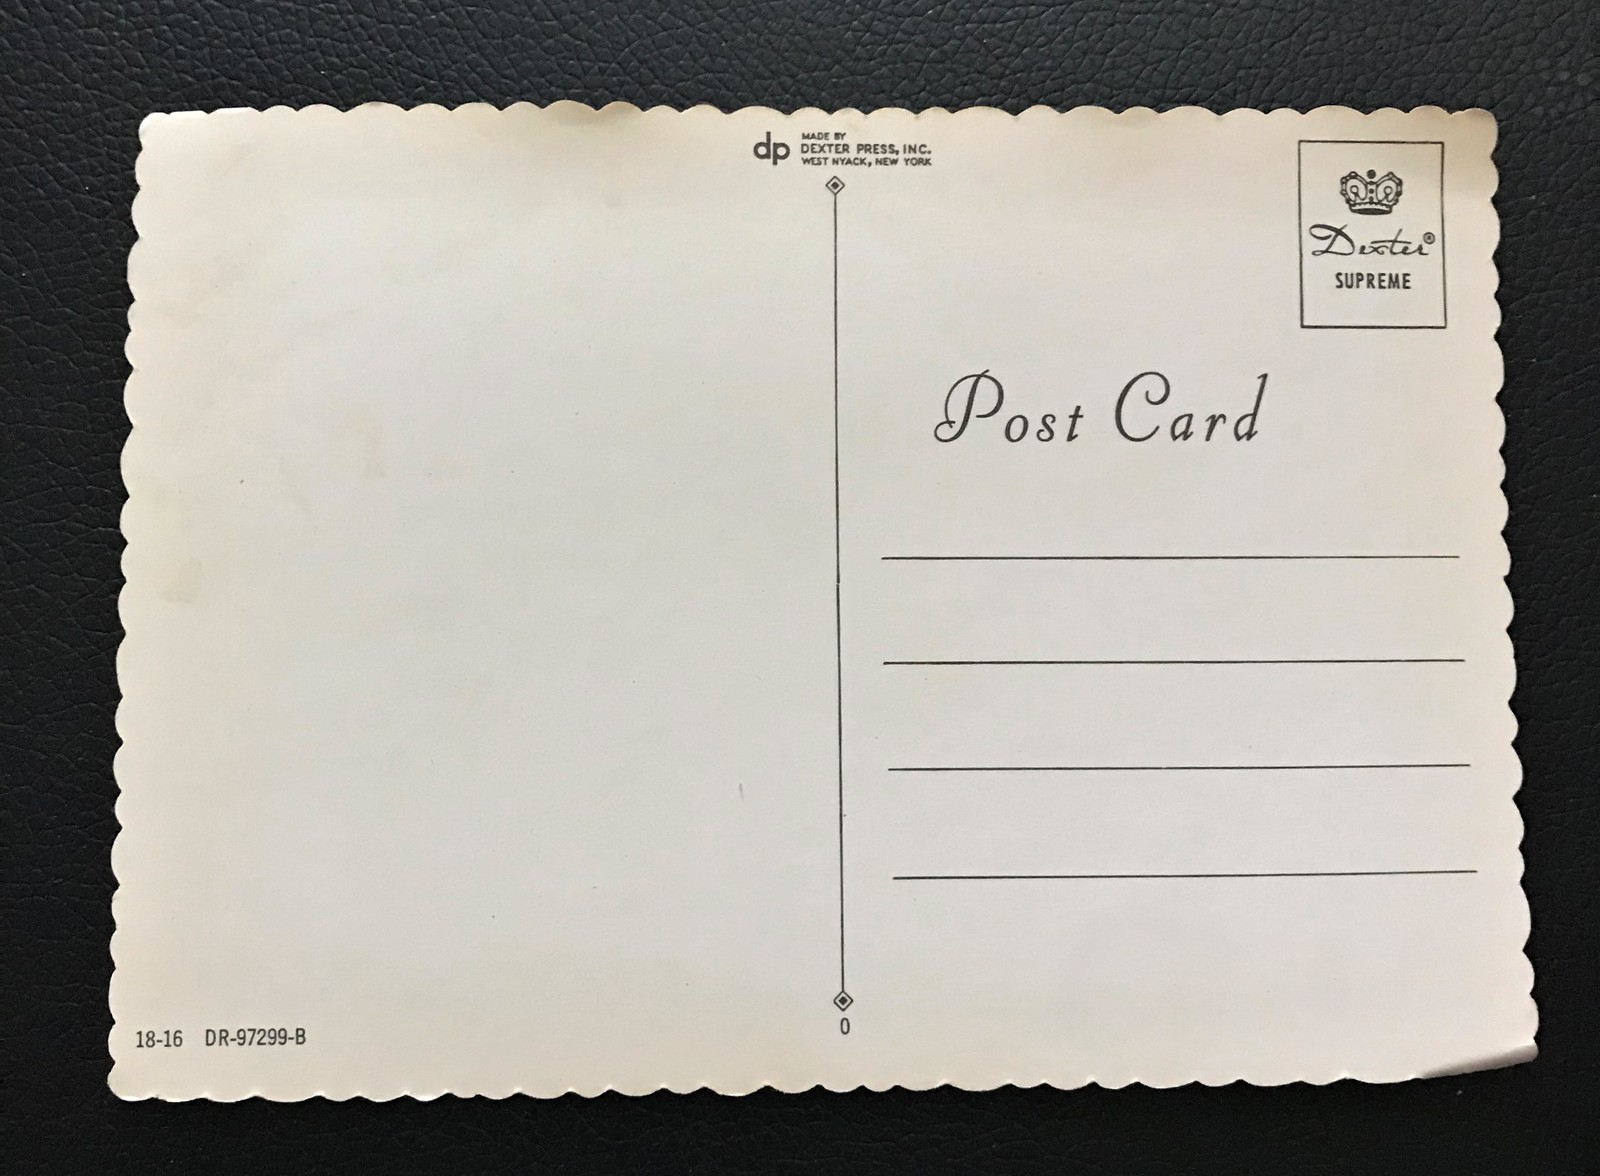 dp
MADE BY
DEXTER PRESS, INC.
WEST NYACK, NEW YORK
Dexter®
SUPREME
Post Card
18-16 DR-97299-B
0